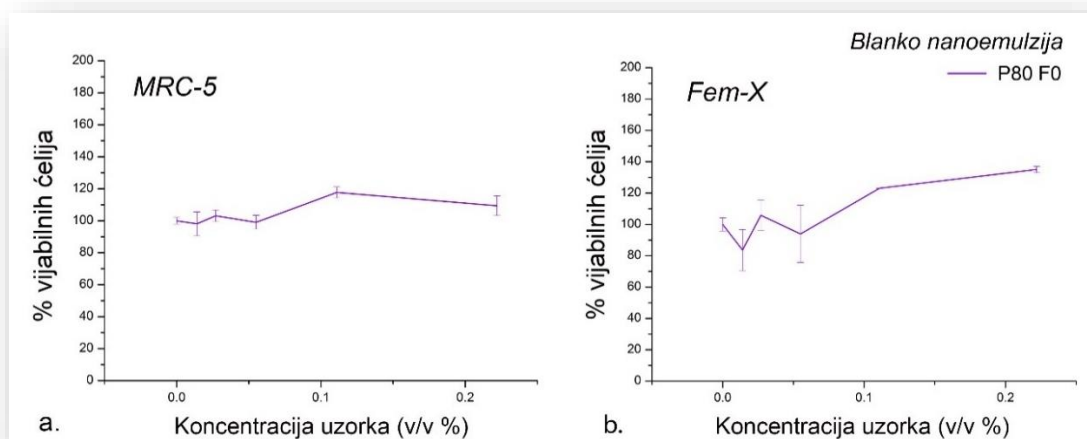 Blanko nanoemulzija
P80 F0
MRC-5
% vijabilnih ćelija
200
180
160
140
120
100
80
60
40
20
0
0.0
0.1
0.2
Koncentracija uzorka (v/v %)
a.
Fem-X
% vijabilnih ćelija
200
180
160
140
120
100
80
60
40
20
0
0.0
0.1
0.2
Koncentracija uzorka (v/v %)
b.